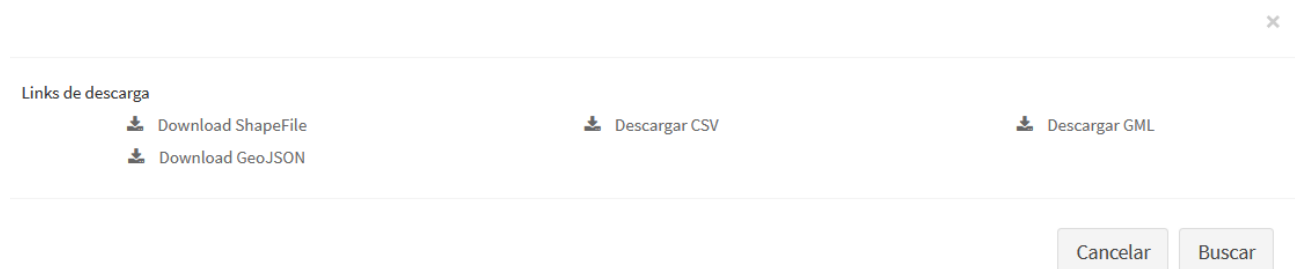 ×
Links de descarga
Download ShapeFile Descargar CSV Descargar GML
Download GeoJSON
Cancelar Buscar